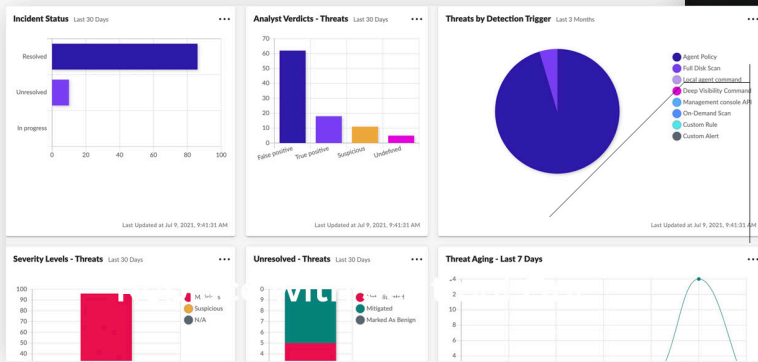 Incident Status Last 30 Days
Resolved
Unresolved
In progress
0 20 40 60 80 100
Last Updated at Jul 9, 2021, 9:41:31 AM
Analyst Verdicts - Threats Last 30 Days
70
60
50
40
30
20
10
0
False positive True positive Suspicious Undefined
Last Updated at Jul 9, 2021, 9:41:31 AM
Threats by Detection Trigger Last 3 Months
Agent Policy
Full Disk Scan
Local agent command
Deep Visibility Command
Management console API
On-Demand Scan
Custom Rule
Custom Alert
Last Updated at Jul 9, 2021, 9:41:31 AM
Severity Levels - Threats Last 30 Days
100
90
80
70
60
50
40
Suspicious
N/A
Unresolved - Threats Last 30 Days
0
9
8
7
6
5
4
Mitigated
Marked As Benign
Threat Aging - Last 7 Days
.4
2
10
8
6
4